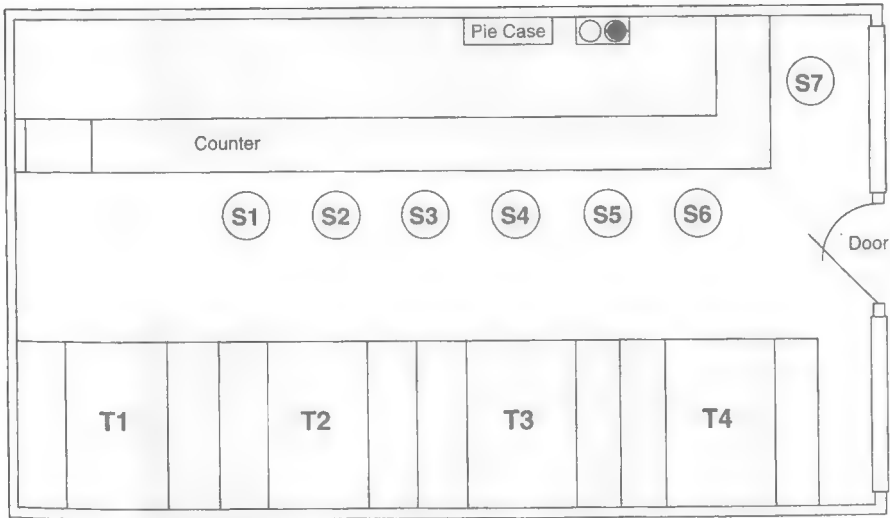 Pie Case
S7
Counter
S1 S2 S3 S4 S5 S6
Door
T1 T2 T3 T4